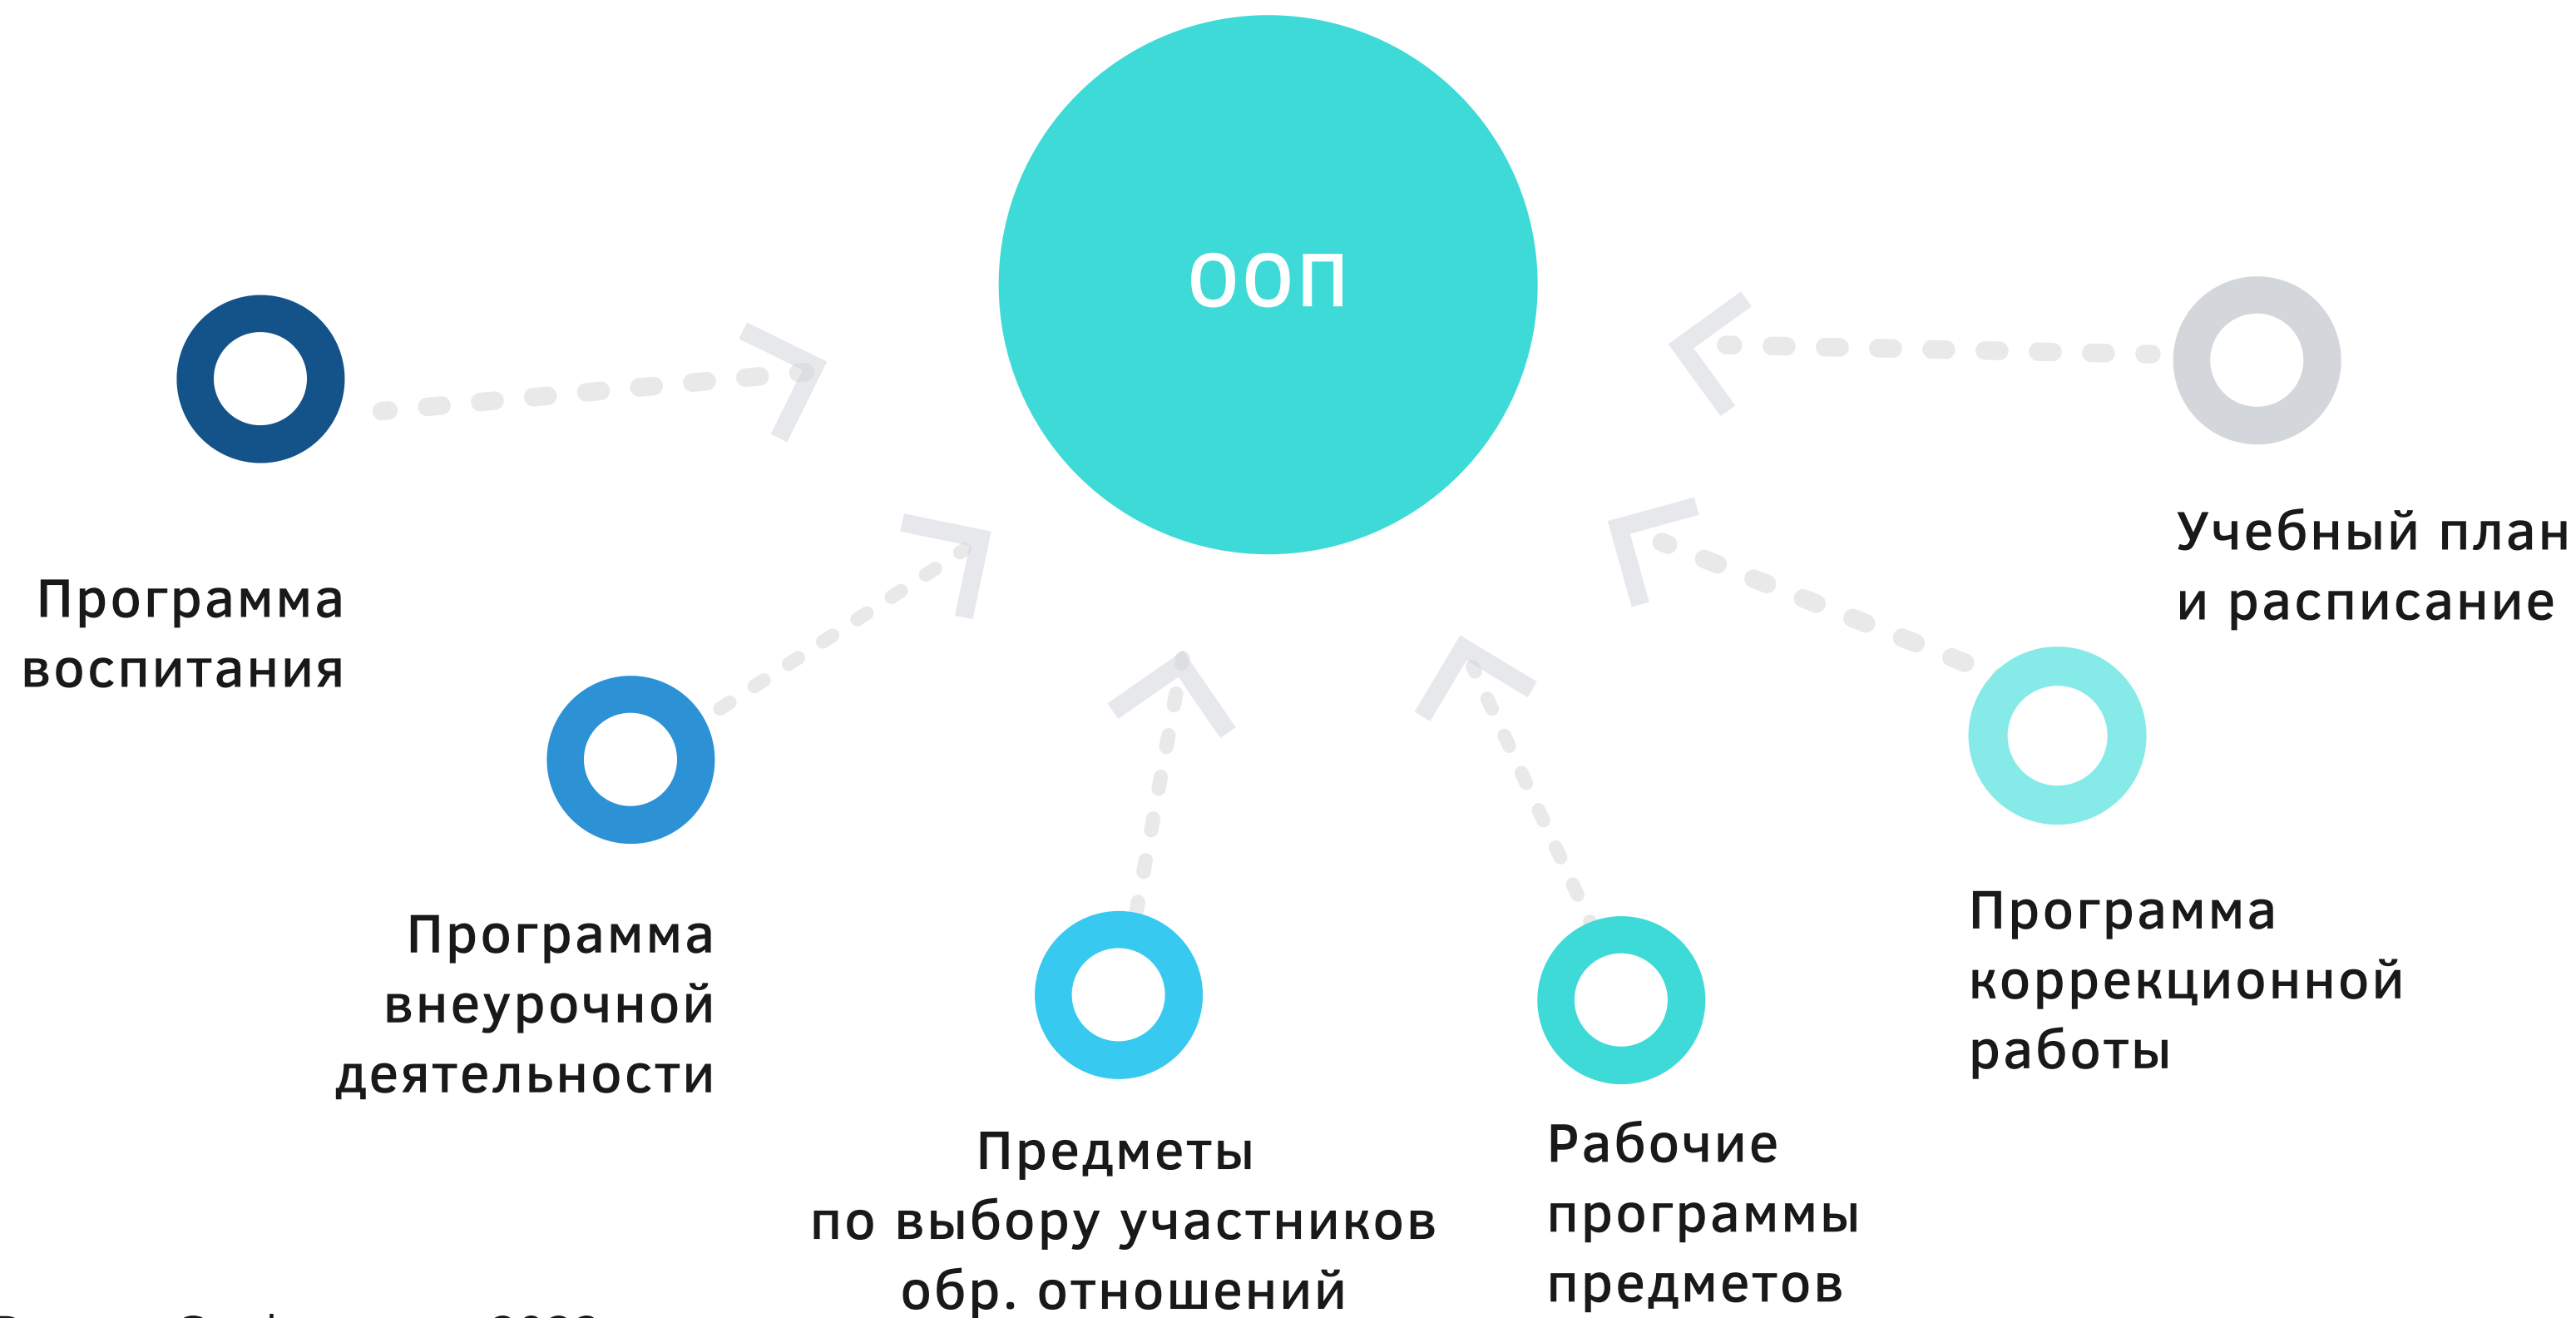 ООП
Программа
воспитания
Программа
внеурочной
деятельности
Предметы
по выбору участников
обр. отношений
Рабочие
программы
предметов
Программа
коррекционной
работы
Учебный план
и расписание